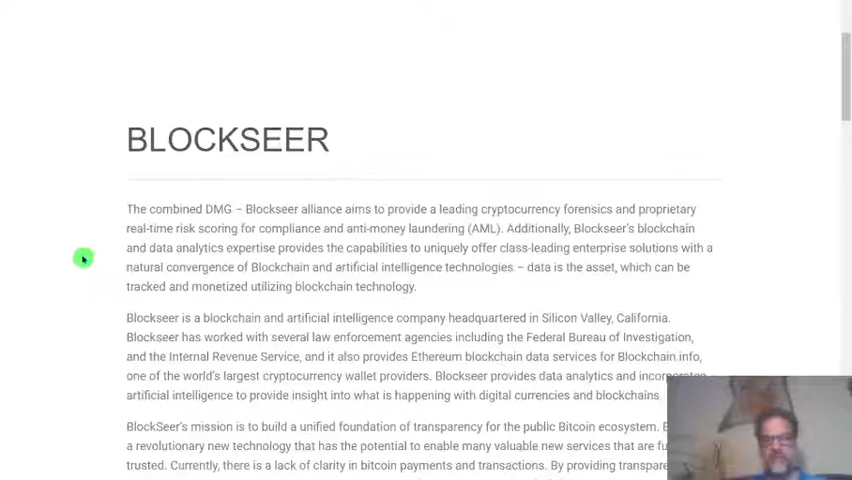 BLOCKSEER
The combined DMG – Blockseer alliance aims to provide a leading cryptocurrency forensics and proprietary
real-time risk scoring for compliance and anti-money laundering (AML). Additionally, Blockseer's blockchain
and data analytics expertise provides the capabilities to uniquely offer class-leading enterprise solutions with a
natural convergence of Blockchain and artificial intelligence technologies – data is the asset, which can be
tracked and monetized utilizing blockchain technology.
Blockseer is a blockchain and artificial intelligence company headquartered in Silicon Valley, California.
Blockseer has worked with several law enforcement agencies including the Federal Bureau of Investigation,
and the Internal Revenue Service, and it also provides Ethereum blockchain data services for Blockchain.info,
one of the world's largest cryptocurrency wallet providers. Blockseer provides data analytics and incorporates
artificial intelligence to provide insight into what is happening with digital currencies and blockchains
BlockSeer's mission is to build a unified foundation of transparency for the public Bitcoin ecosystem.
a revolutionary new technology that has the potential to enable many valuable new services that are
trusted. Currently, there is a lack of clarity in bitcoin payments and transactions. By providing